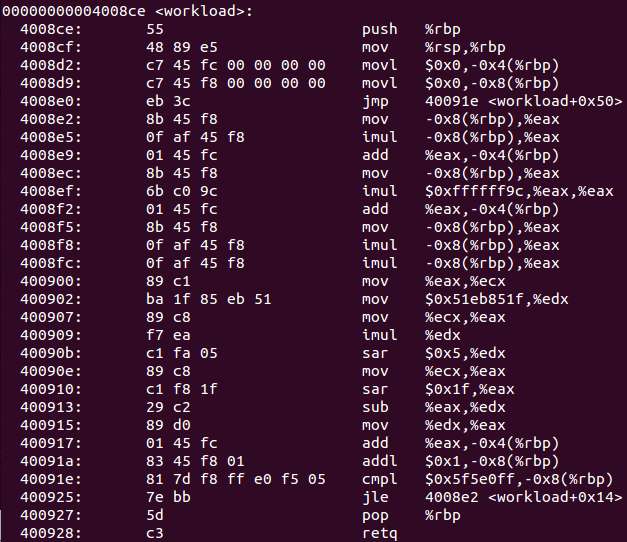 00000000004008ce <workload>:
4008ce: 55 push %rbp
4008cf: 48 89 e5 mov %rsp,%rbp
4008d2: c7 45 fc 00 00 00 00 movl $0x0,-0x4(%rbp)
4008d9: c7 45 f8 00 00 00 00 movl $0x0,-0x8(%rbp)
4008e0: eb 3c jmp 40091e <workload+0x50>
4008e2: 8b 45 f8 mov -0x8(%rbp),%eax
4008e5: 0f af 45 f8 imul -0x8(%rbp),%eax
4008e9: 01 45 fc add %eax,-0x4(%rbp)
4008ec: 8b 45 f8 mov -0x8(%rbp),%eax
4008ef: 6b c0 9c imul $0xffffff9c,%eax,%eax
4008f2: 01 45 fc add %eax,-0x4(%rbp)
4008f5: 8b 45 f8 mov -0x8(%rbp),%eax
4008f8: 0f af 45 f8 imul -0x8(%rbp),%eax
4008fc: 0f af 45 f8 imul -0x8(%rbp),%eax
400900: 89 c1 mov %eax,%ecx
400902: ba 1f 85 eb 51 mov $0x51eb851f,%edx
400907: 89 c8 mov %ecx,%eax
400909: f7 ea imul %edx
40090b: c1 fa 05 sar $0x5,%edx
40090e: 89 c8 mov %ecx,%eax
400910: c1 f8 1f sar $0x1f,%eax
400913: 29 c2 sub %eax,%edx
400915: 89 d0 mov %edx,%eax
400917: 01 45 fc add %eax,-0x4(%rbp)
40091a: 83 45 f8 01 addl $0x1,-0x8(%rbp)
40091e: 81 7d f8 ff e0 f5 05 cmpl $0x5f5e0ff,-0x8(%rbp)
400925: 7e bb jle 4008e2 <workload+0x14>
400927: 5d pop %rbp
400928: c3 retq